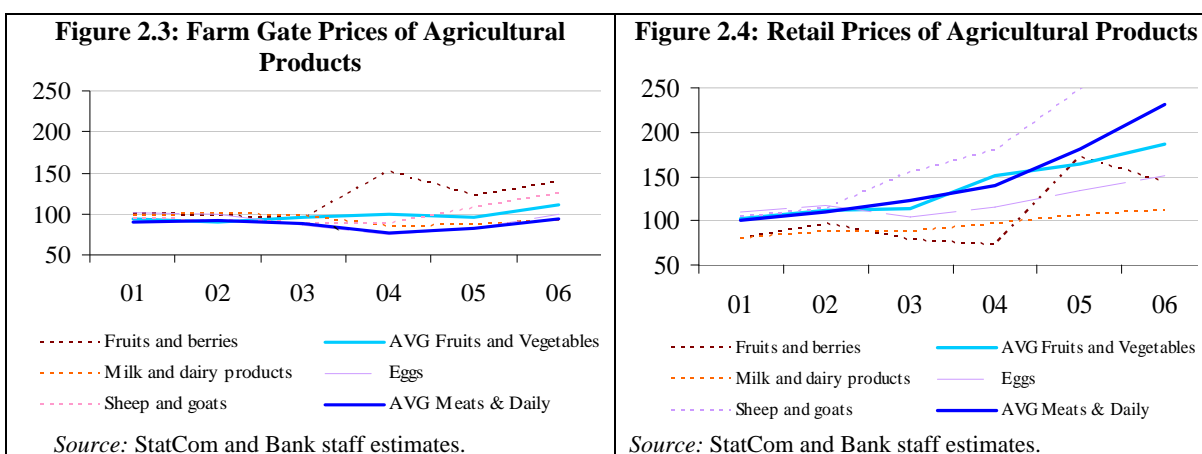 Figure 2.3: Farm Gate Prices of Agricultural
Products
250
200
150
100
50
01 02 03 04 05 06
Fruits and berries AVG Fruits and Vegetables
Milk and dairy products Eggs
Sheep and goats AVG Meats & Daily
Source: StatCom and Bank staff estimates.
Figure 2.4: Retail Prices of Agricultural Products
250
200
150
100
50
01 02 03 04 05 06
Fruits and berries AVG Fruits and Vegetables
Milk and dairy products Eggs
Sheep and goats AVG Meats & Daily
Source: StatCom and Bank staff estimates.